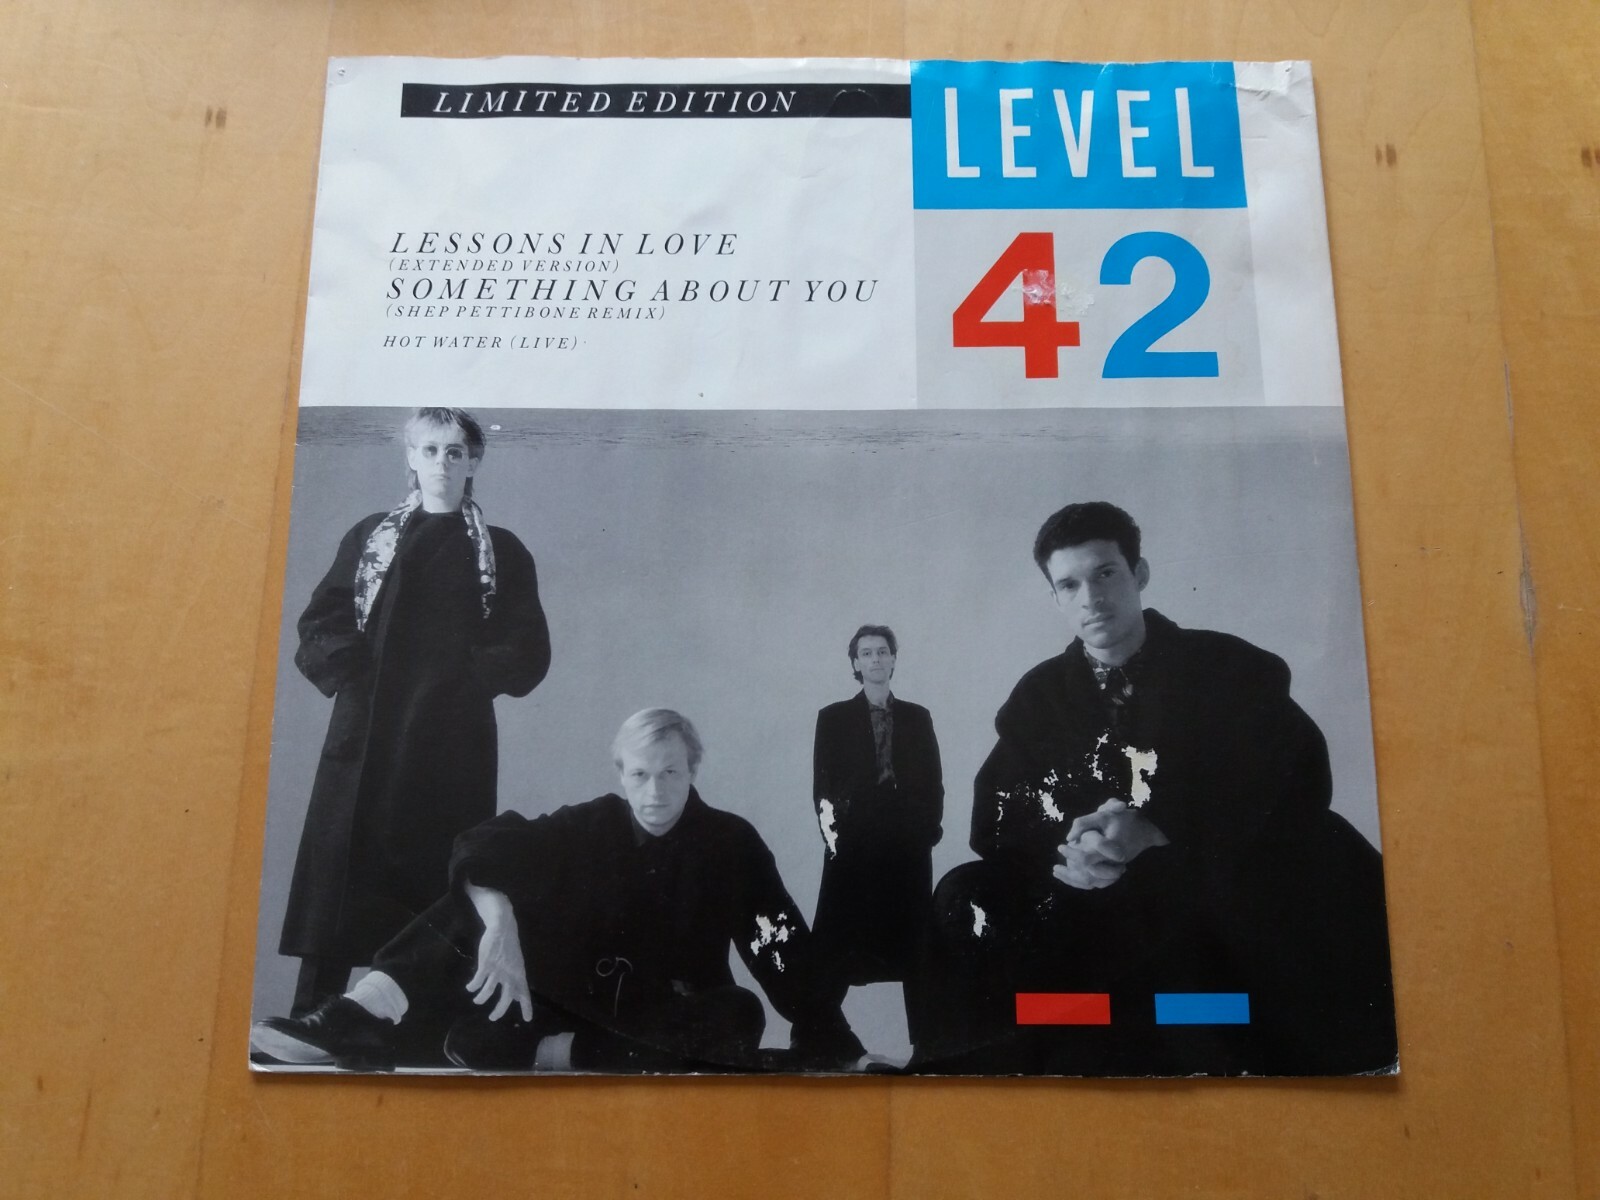 LIMITED EDITION
LEVEL
42
LESSONS IN LOVE
(EXTENDED VERSION)
SOMETHING ABOUT YOU
(SHEP PETTIBONE REMIX)
HOT WATER (LIVE)